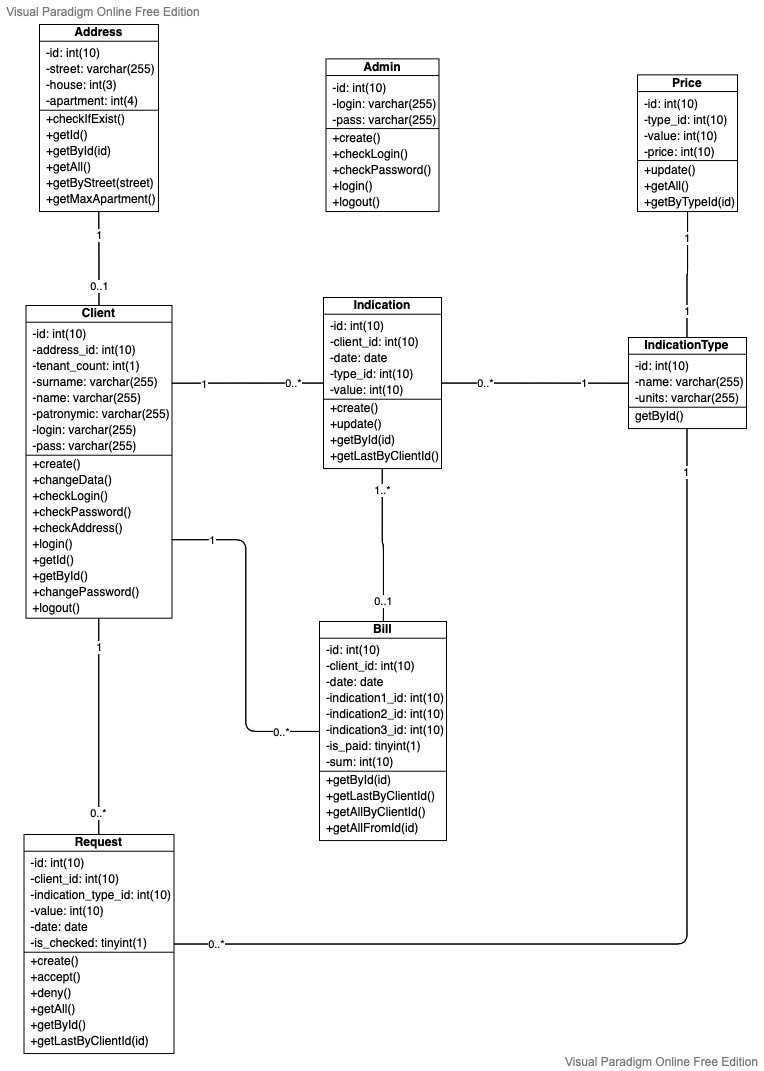 Visual Paradigm Online Free Edition
Address
-id: int(10)
-street: varchar(255)
-house: int(3)
-apartment: int(4)
+checkIfExist()
+getId()
+getById(id)
+getAll()
+getByStreet(street)
+getMaxApartment()
Admin
-id: int(10)
-login: varchar(255)
-pass: varchar(255)
+create()
+checkLogin()
+checkPassword()
+login()
+logout()
Price
-id: int(10)
-type_id: int(10)
-value: int(10)
-price: int(10)
+update()
+getAll()
+getByTypeId(id)
1
0..1
1
1
Client
-id: int(10)
-address_id: int(10)
-tenant_count: int(1)
-surname: varchar(255)
-name: varchar(255)
-patronymic: varchar(255)
-login: varchar(255)
-pass: varchar(255)
+create()
+changeData()
+checkLogin()
+checkPassword()
+checkAddress()
+login()
+getId()
+getById()
+changePassword()
+logout()
1
0..*
Indication
-id: int(10)
-client_id: int(10)
-date: date
-type_id: int(10)
-value: int(10)
+create()
+update()
+getById(id)
+getLastByClientId()
0..*
1
IndicationType
-id: int(10)
-name: varchar(255)
-units: varchar(255)
getById()
1
1..*
0..1
1
0..*
Bill
-id: int(10)
-client_id: int(10)
-date: date
-indication1_id: int(10)
-indication2_id: int(10)
-indication3_id: int(10)
-is_paid: tinyint(1)
-sum: int(10)
+getById(id)
+getLastByClientId()
+getAllByClientId()
+getAllFromId(id)
1
0..*
Request
-id: int(10)
-client_id: int(10)
-indication_type_id: int(10)
-value: int(10)
-date: date
-is_checked: tinyint(1)
+create()
+accept()
+deny()
+getAll()
+getById()
+getLastByClientId(id)
0..*
Visual Paradigm Online Free Edition